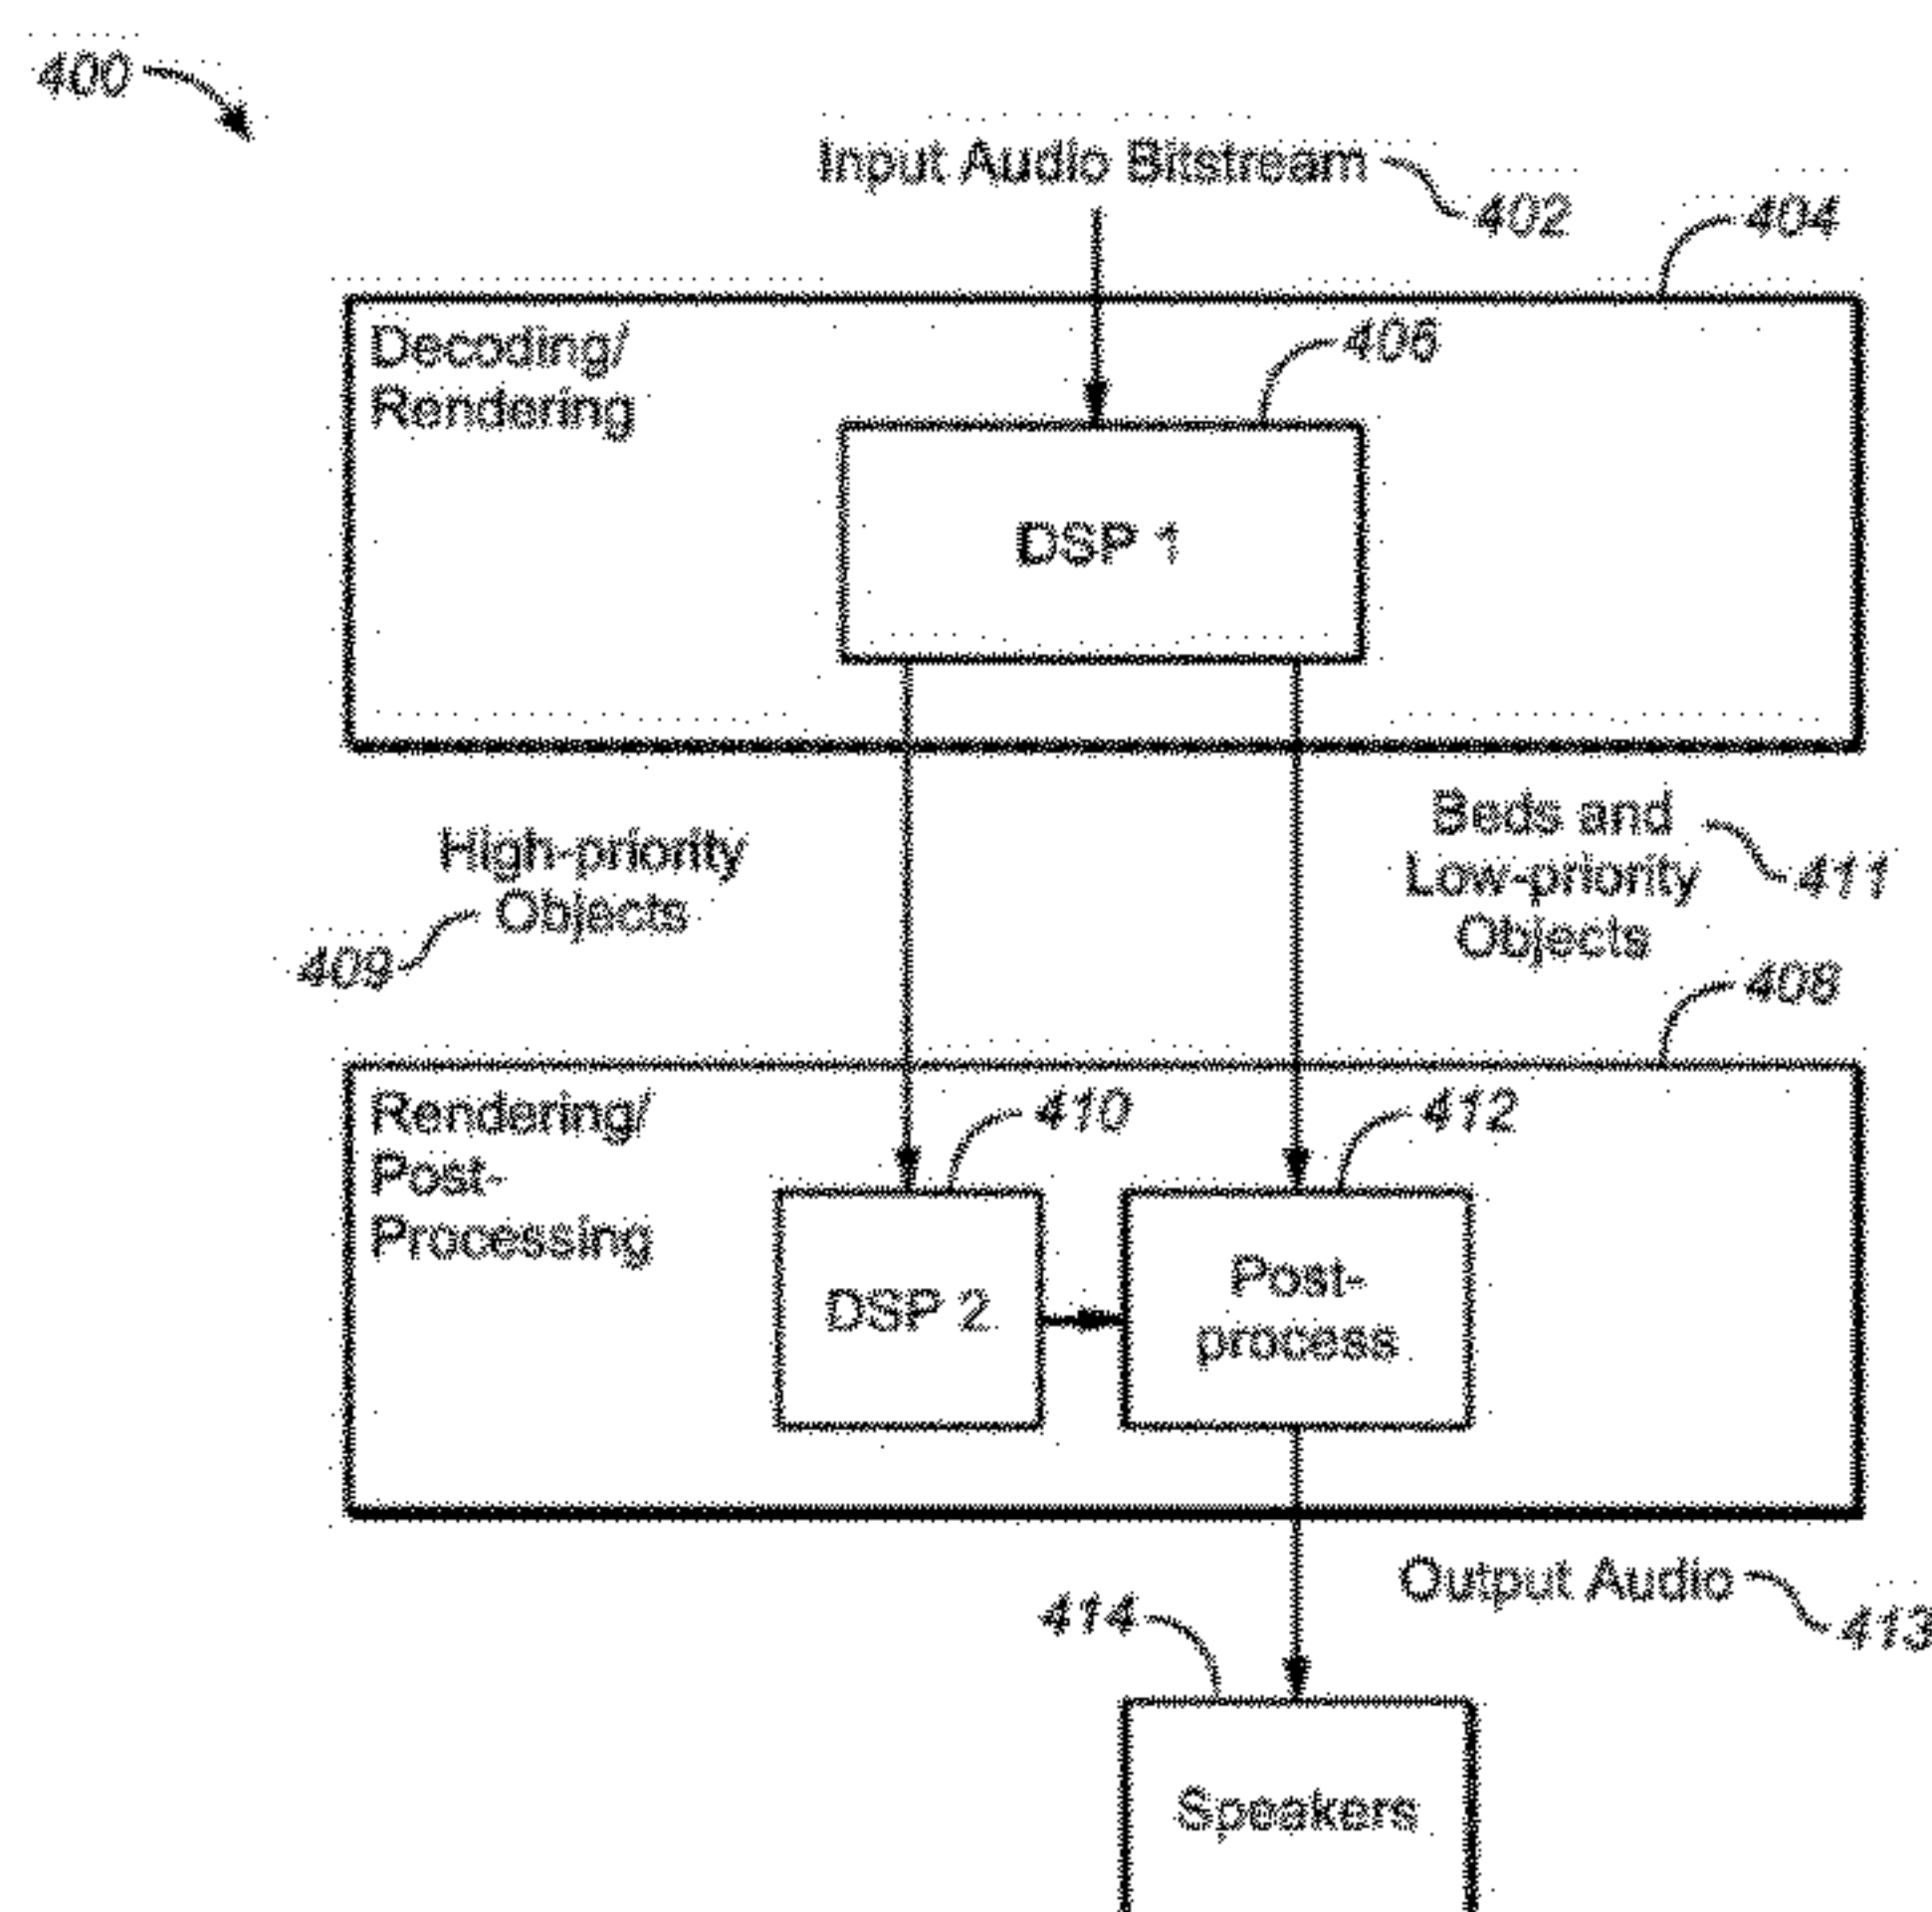 400
Input Audio Bitstream
402
404
Decoding/
Rendering
406
DSP 1
High-priority
Objects
409
Beds and
Low-priority
Objects
411
408
Rendering/
Post-
Processing
410
412
DSP 2
Post-
process
Output Audio
413
414
Speakers